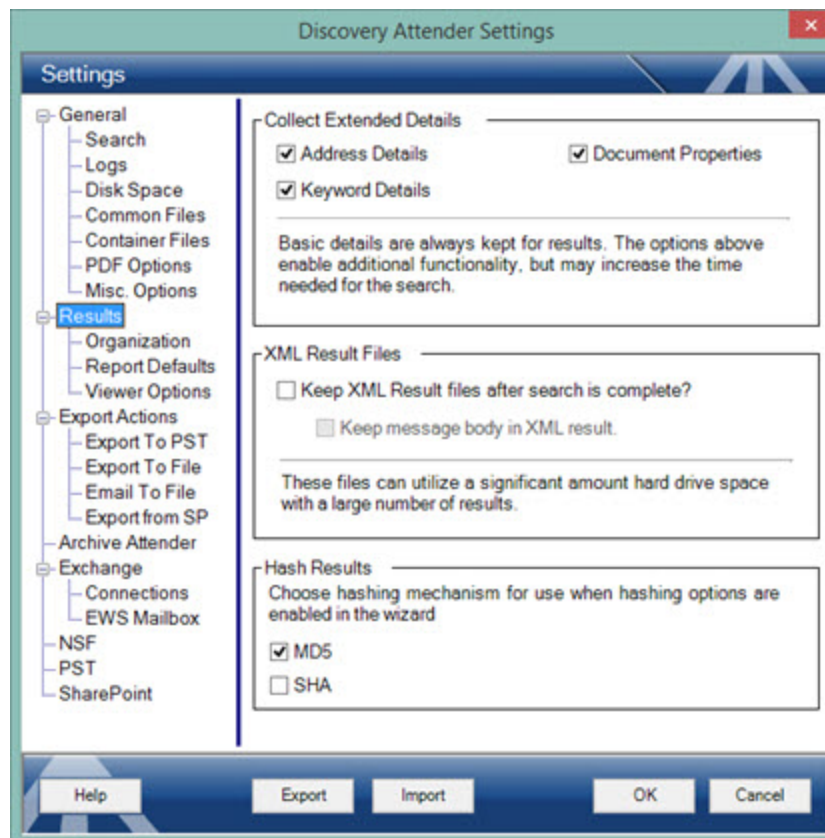 Discovery Attender Settings
Settings
General
Search
Logs
Disk Space
Common Files
Container Files
PDF Options
Misc. Options
Results
Organization
Report Defaults
Viewer Options
Export Actions
Export To PST
Export To File
Email To File
Export from SP
Archive Attender
Exchange
Connections
EWS Mailbox
NSF
PST
SharePoint
Collect Extended Details
Address Details Document Properties
Keyword Details
Basic details are always kept for results. The options above
enable additional functionality, but may increase the time
needed for the search.
XML Result Files
Keep XML Result files after search is complete?
Keep message body in XML result.
These files can utilize a significant amount hard drive space
with a large number of results.
Hash Results
Choose hashing mechanism for use when hashing options are
enabled in the wizard
MD5
SHA
Help Export Import OK Cancel